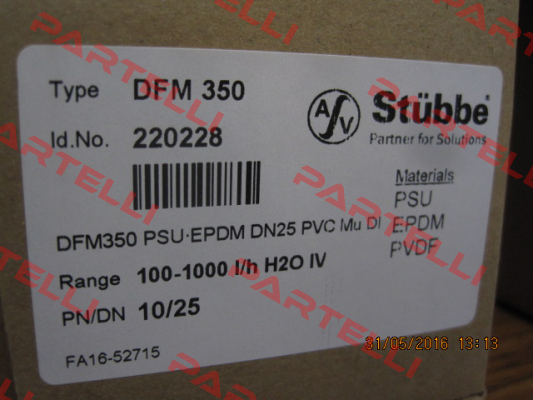 Type DFM 350
Id.No. 220228
ASV Stübbe
Partner for Solutions
Materials
PSU
EPDM
PVDF
DFM350 PSU·EPDM DN25 PVC Mu DI
Range 100-1000 l/h H2O IV
PN/DN 10/25
FA16-52715
31/05/2016 13:13
PARTELLI
PARTELLI
PARTELLI
PARTELLI
PARTELLI
PARTELLI